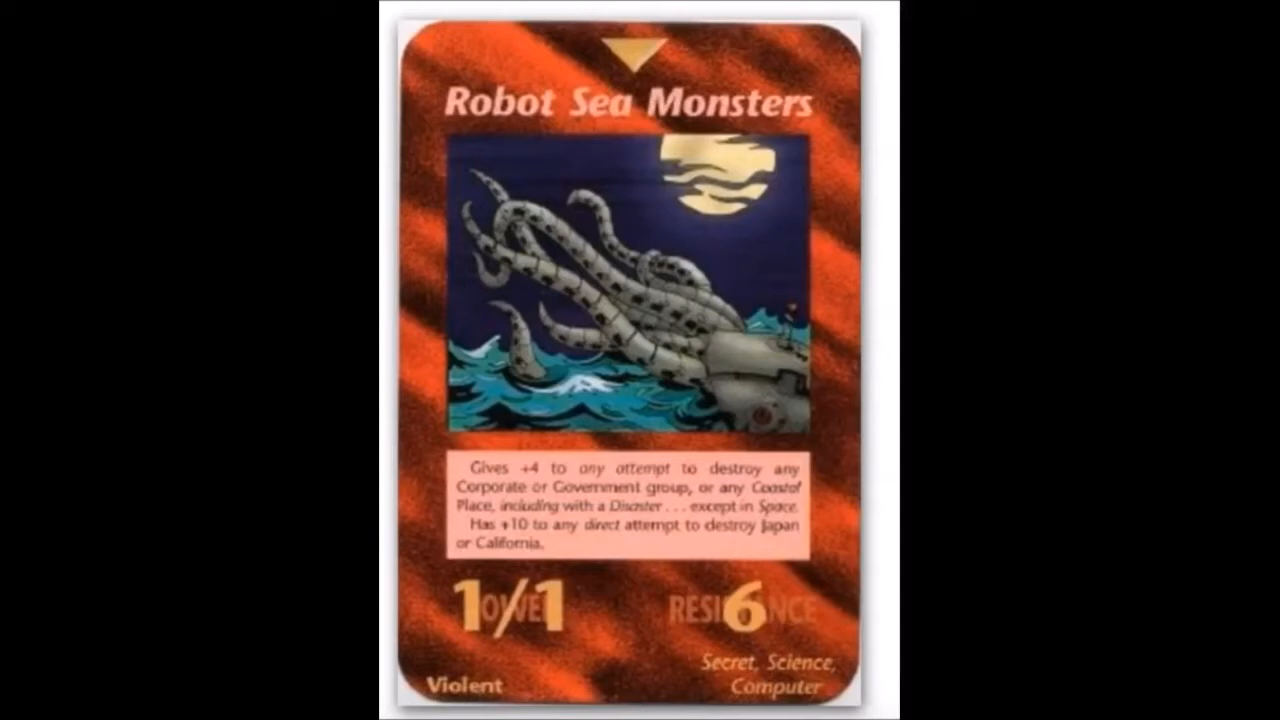 Robot Sea Monsters
Gives +4 to any attempt to destroy any
Corporate or Government group, or any Coastal
Place, including with a Disaster . . . except in Space.
Has +10 to any direct attempt to destroy Japan
or California.
POWER 1/1
RESISTANCE 6
Secret, Science,
Violent
Computer